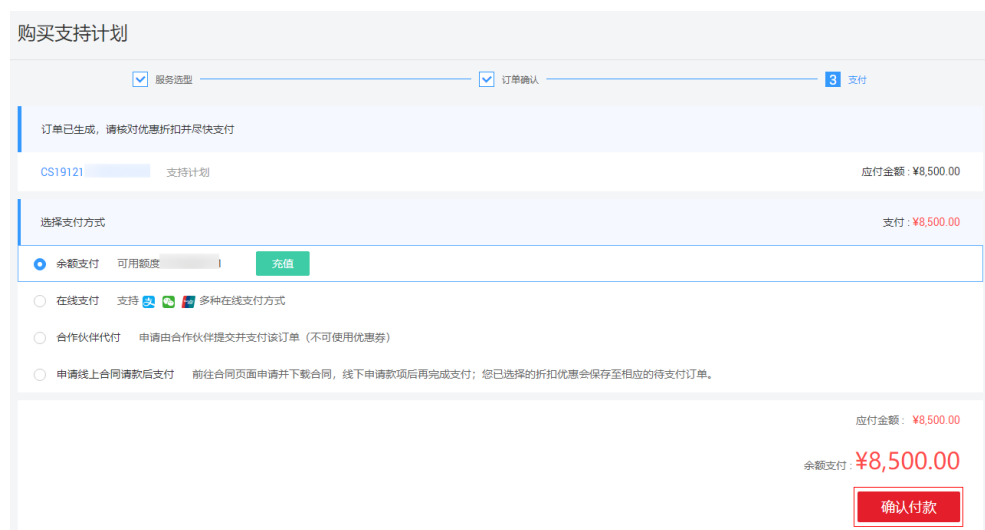 购买支持计划
服务选型 订单确认 3 支付
订单已生成，请核对优惠折扣并尽快支付
CS19121 支持计划 应付金额 : ¥8,500.00
选择支付方式 支付 : ¥8,500.00
余额支付 可用额度 充值
在线支付 支持 支 多种在线支付方式
合作伙伴代付 申请由合作伙伴提交并支付该订单（不可使用优惠券）
申请线上合同请款后支付 前往合同页面申请并下载合同，线下申请款项后再完成支付；您已选择的折扣优惠会保存至相应的待支付订单。
应付金额 : ¥8,500.00
余额支付 : ¥8,500.00
确认付款